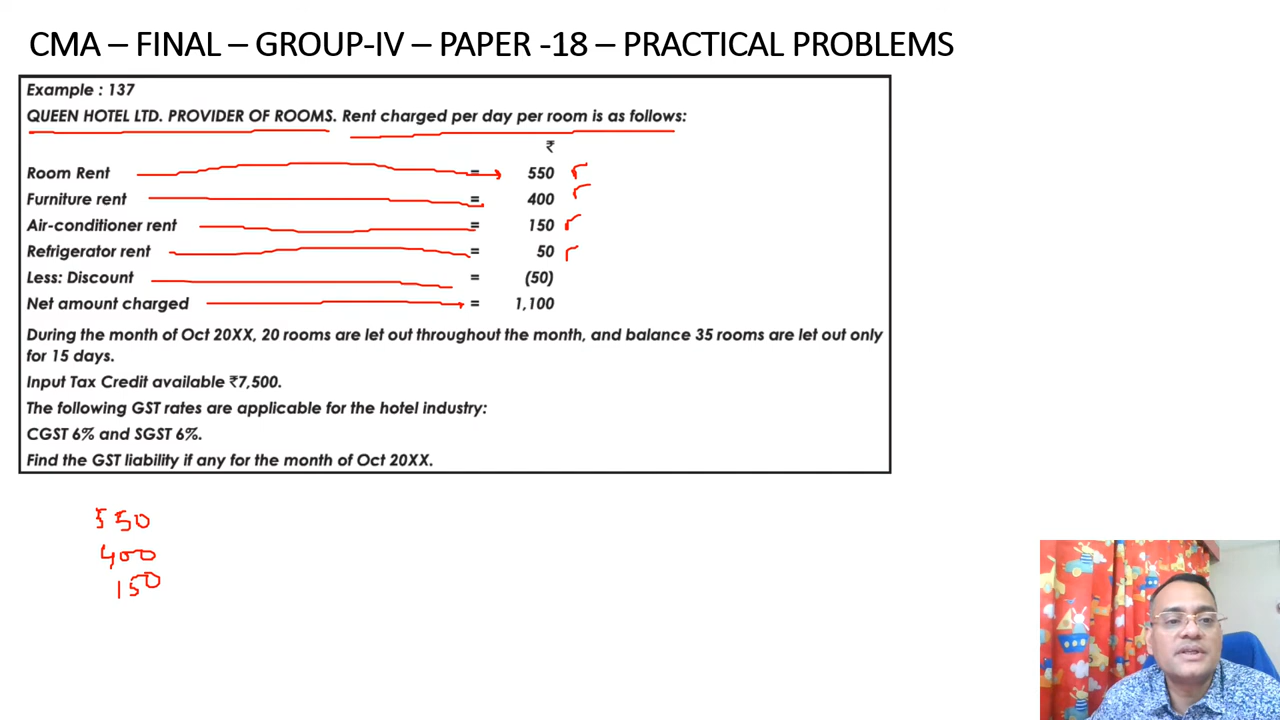 CMA – FINAL – GROUP-IV – PAPER -18 – PRACTICAL PROBLEMS
Example : 137
QUEEN HOTEL LTD. PROVIDER OF ROOMS. Rent charged per day per room is as follows:
₹
Room Rent = 550
Furniture rent = 400
Air-conditioner rent = 150
Refrigerator rent = 50
Less: Discount = (50)
Net amount charged = 1,100
During the month of Oct 20XX, 20 rooms are let out throughout the month, and balance 35 rooms are let out only
for 15 days.
Input Tax Credit available ₹7,500.
The following GST rates are applicable for the hotel industry:
CGST 6% and SGST 6%.
Find the GST liability if any for the month of Oct 20XX.
550
400
150